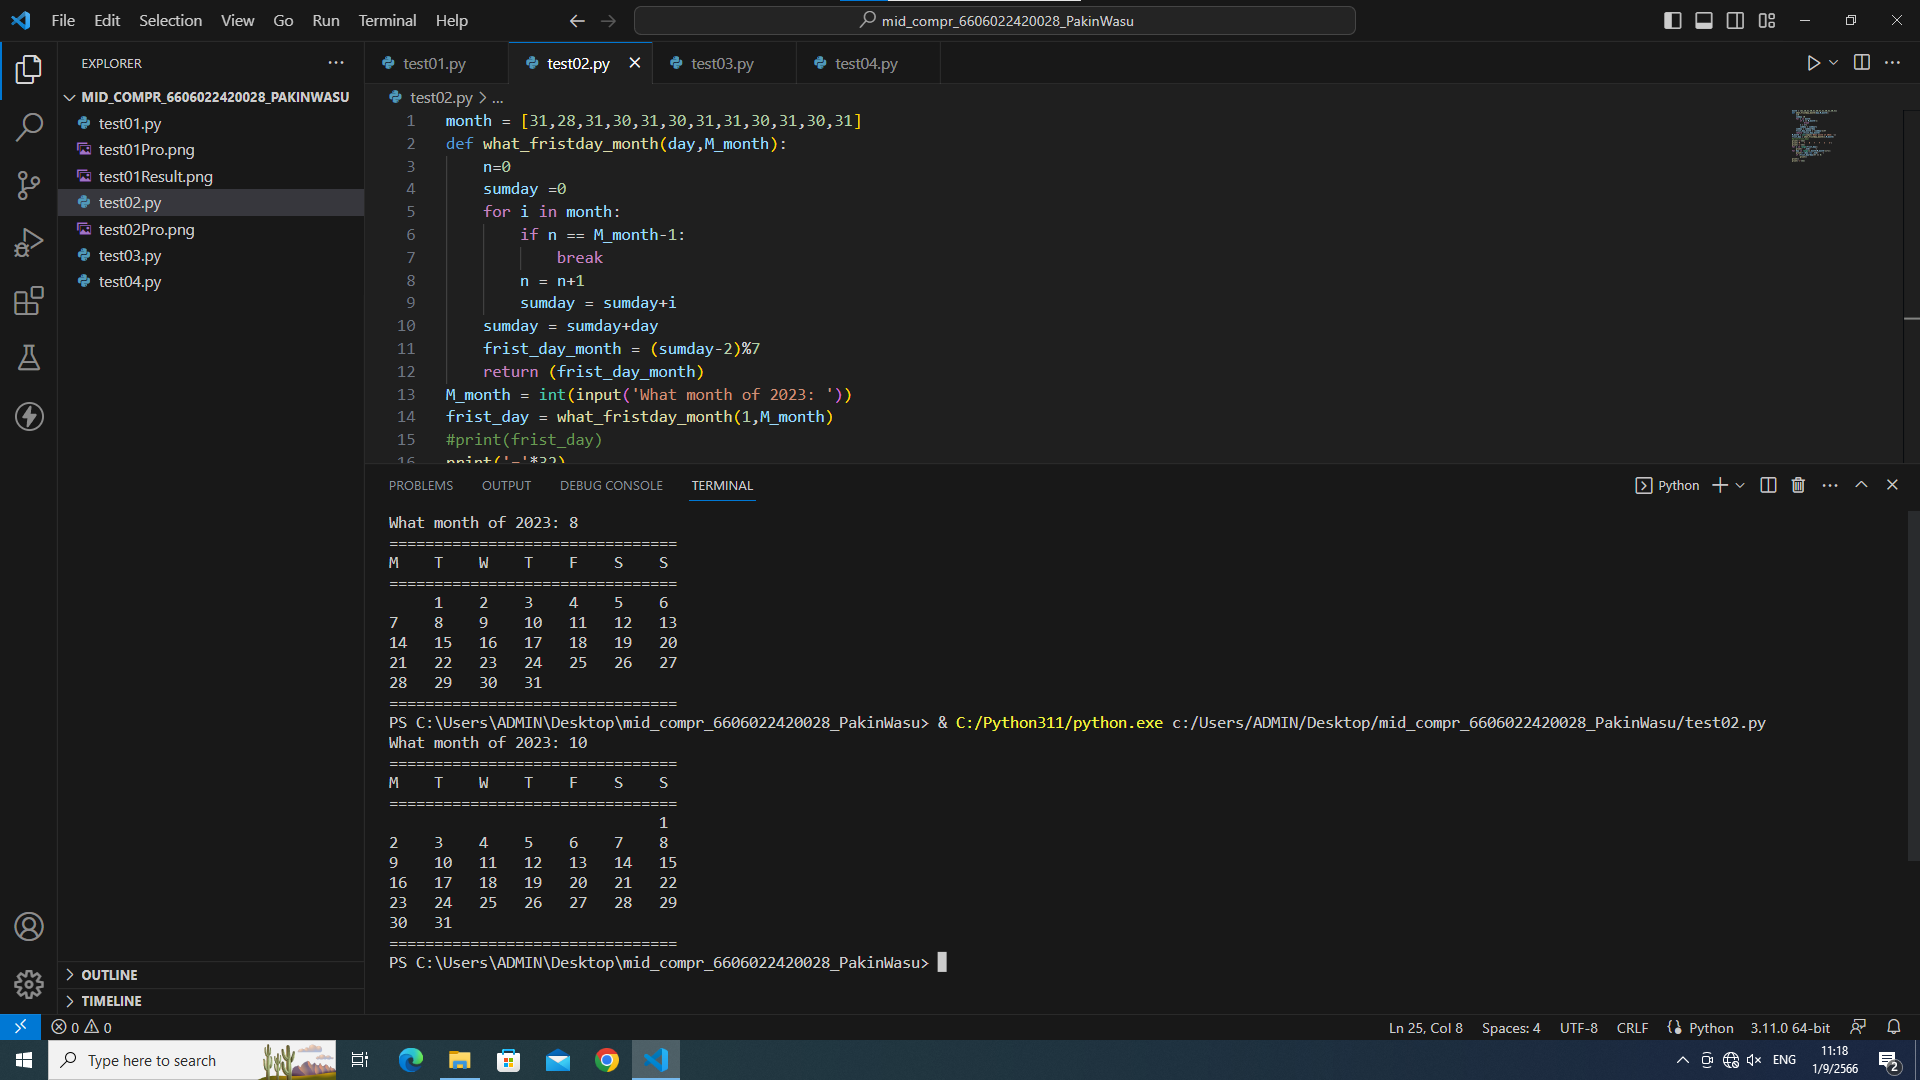 File Edit Selection View Go Run Terminal Help
mid_compr_6606022420028_PakinWasu
EXPLORER
MID_COMPR_6606022420028_PAKINWASU
test01.py
test01Pro.png
test01Result.png
test02.py
test02Pro.png
test03.py
test04.py
OUTLINE
TIMELINE
test01.py test02.py test03.py test04.py
test02.py > ...
1 month = [31,28,31,30,31,30,31,31,30,31,30,31]
2 def what_fristday_month(day,M_month):
3 n=0
4 sumday =0
5 for i in month:
6 if n == M_month-1:
7 break
8 n = n+1
9 sumday = sumday+i
10 sumday = sumday+day
11 frist_day_month = (sumday-2)%7
12 return (frist_day_month)
13 M_month = int(input('What month of 2023: '))
14 frist_day = what_fristday_month(1,M_month)
15 #print(frist_day)
16 print('='*32)
PROBLEMS OUTPUT DEBUG CONSOLE TERMINAL
Python
What month of 2023: 8
================================
M T W T F S S
================================
1 2 3 4 5 6
7 8 9 10 11 12 13
14 15 16 17 18 19 20
21 22 23 24 25 26 27
28 29 30 31
================================
PS C:\Users\ADMIN\Desktop\mid_compr_6606022420028_PakinWasu> & C:/Python311/python.exe c:/Users/ADMIN/Desktop/mid_compr_6606022420028_PakinWasu/test02.py
What month of 2023: 10
================================
M T W T F S S
================================
1
2 3 4 5 6 7 8
9 10 11 12 13 14 15
16 17 18 19 20 21 22
23 24 25 26 27 28 29
30 31
================================
PS C:\Users\ADMIN\Desktop\mid_compr_6606022420028_PakinWasu>
0 0
Ln 25, Col 8 Spaces: 4 UTF-8 CRLF Python 3.11.0 64-bit
Type here to search
ENG
11:18
1/9/2566
2